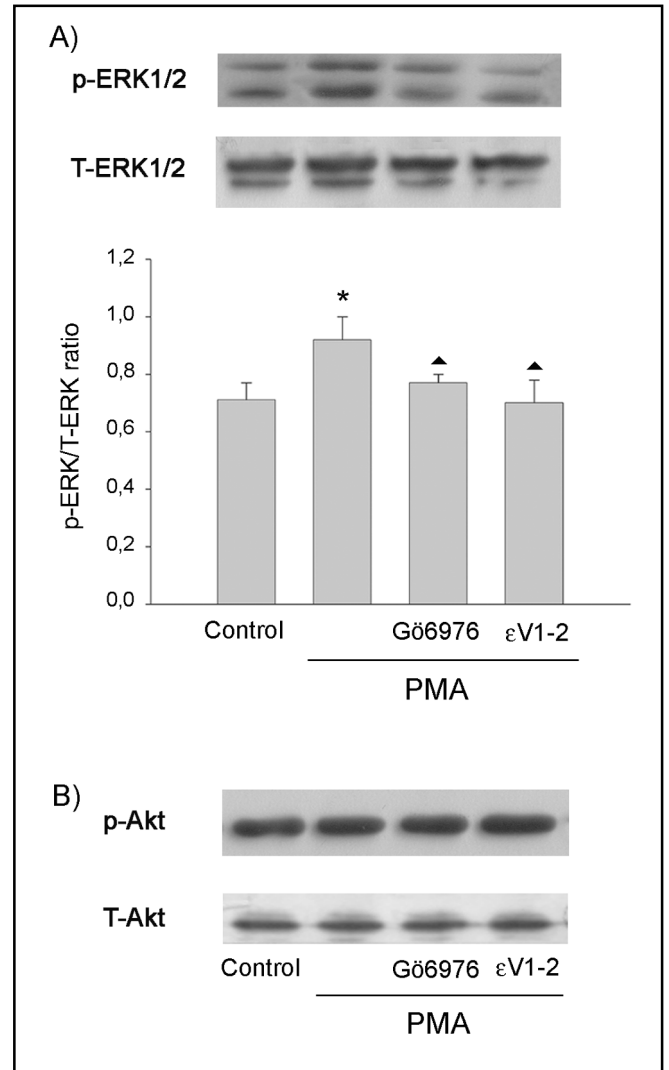 A)
p-ERK1/2
T-ERK1/2
p-ERK/T-ERK ratio
1,2
1,0
0,8
0,6
0,4
0,2
0,0
*
Control Gö6976 εV1-2
PMA
B)
p-Akt
T-Akt
Control Gö6976 εV1-2
PMA